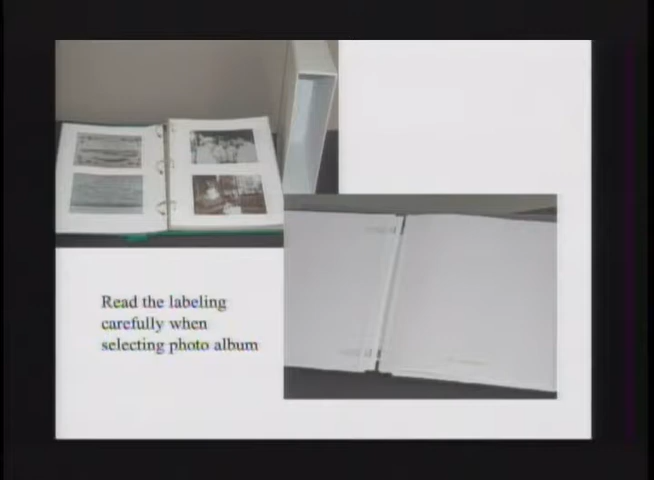 Read the labeling
carefully when
selecting photo album